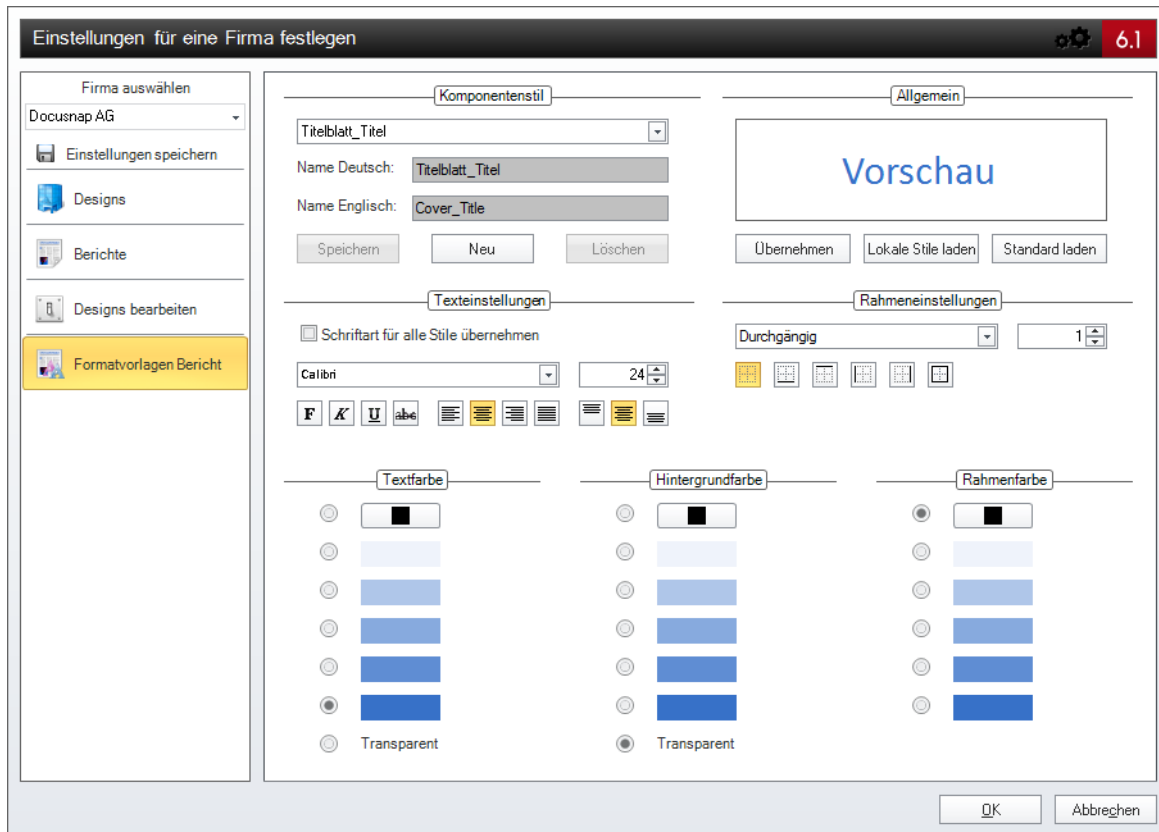 Einstellungen für eine Firma festlegen
6.1
Firma auswählen
Docusnap AG
Einstellungen speichern
Designs
Berichte
Designs bearbeiten
Formatvorlagen Bericht
Komponentenstil
Titelblatt_Titel
Name Deutsch: Titelblatt_Titel
Name Englisch: Cover_Title
Speichern Neu Löschen
Allgemein
Vorschau
Übernehmen Lokale Stile laden Standard laden
Texteinstellungen
Schriftart für alle Stile übernehmen
Calibri 24
F K U abc
Rahmeneinstellungen
Durchgängig 1
Textfarbe Hintergrundfarbe Rahmenfarbe
Transparent Transparent
OK Abbrechen